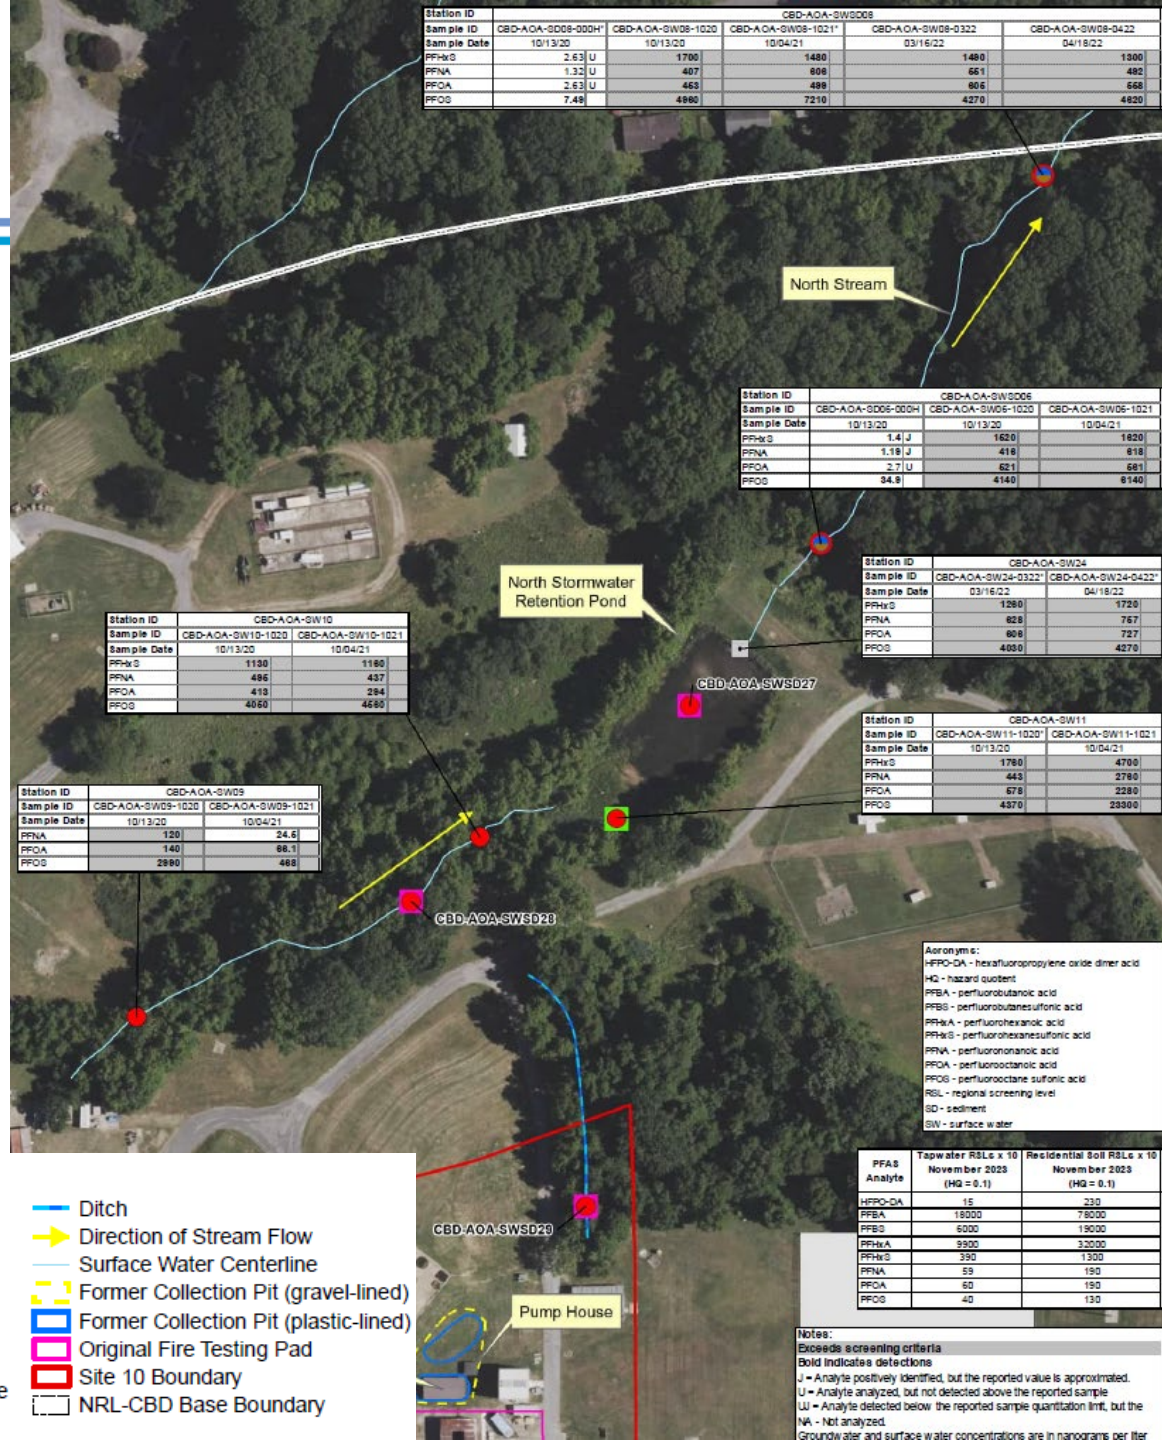 Station ID CBD-AOA-SWSD08
Sample ID CBD-AOA-SD08-000H* CBD-AOA-SW08-1020 CBD-AOA-SW08-1021* CBD-AOA-SW08-0322 CBD-AOA-SW08-0422
Sample Date 10/13/20 10/13/20 10/04/21 03/16/22 04/18/22
PFHxS 2.63 U 1700 1480 1490 1300
PFNA 1.32 U 407 606 551 482
PFOA 2.63 U 453 499 605 558
PFOS 7.49 4960 7210 4270 4620
North Stream
Station ID CBD-AOA-SWSD06
Sample ID CBD-AOA-SD06-000H CBD-AOA-SW06-1020 CBD-AOA-SW06-1021
Sample Date 10/13/20 10/13/20 10/04/21
PFHxS 1.4 J 1520 1620
PFNA 1.19 J 416 618
PFOA 2.7 U 521 561
PFOS 34.9 4140 6140
Station ID CBD-AOA-SW24
Sample ID CBD-AOA-SW24-0322* CBD-AOA-SW24-0422*
Sample Date 03/16/22 04/18/22
PFHxS 1260 1720
PFNA 628 757
PFOA 606 727
PFOS 4030 4270
North Stormwater
Retention Pond
Station ID CBD-AOA-SW10
Sample ID CBD-AOA-SW10-1020 CBD-AOA-SW10-1021
Sample Date 10/13/20 10/04/21
PFHxS 1130 1160
PFNA 495 437
PFOA 413 294
PFOS 4050 4560
CBD-AOA-SWSD27
Station ID CBD-AOA-SW11
Sample ID CBD-AOA-SW11-1020* CBD-AOA-SW11-1021
Sample Date 10/13/20 10/04/21
PFHxS 1760 4700
PFNA 443 2760
PFOA 578 2280
PFOS 4370 23300
Station ID CBD-AOA-SW09
Sample ID CBD-AOA-SW09-1020 CBD-AOA-SW09-1021
Sample Date 10/13/20 10/04/21
PFNA 120 24.5
PFOA 140 66.1
PFOS 2990 468
CBD-AOA-SWSD28
Acronyms:
HFPO-DA - hexafluoropropylene oxide dimer acid
HQ - hazard quotient
PFBA - perfluorobutanoic acid
PFBS - perfluorobutanesulfonic acid
PFHxA - perfluorohexanoic acid
PFHxS - perfluorohexanesulfonic acid
PFNA - perfluorononanoic acid
PFOA - perfluorooctanoic acid
PFOS - perfluorooctane sulfonic acid
RSL - regional screening level
SD - sediment
SW - surface water
PFAS Analyte Tapwater RSLs x 10 November 2023 (HQ = 0.1) Residential Soil RSLs x 10 November 2023 (HQ = 0.1)
HFPO-DA 15 230
PFBA 18000 78000
PFBS 6000 19000
PFHxA 9900 32000
PFHxS 390 1300
PFNA 59 190
PFOA 60 190
PFOS 40 130
CBD-AOA-SWSD29
Pump House
Ditch
Direction of Stream Flow
Surface Water Centerline
Former Collection Pit (gravel-lined)
Former Collection Pit (plastic-lined)
Original Fire Testing Pad
Site 10 Boundary
NRL-CBD Base Boundary
e
Notes:
Exceeds screening criteria
Bold indicates detections
J = Analyte positively identified, but the reported value is approximated.
U = Analyte analyzed, but not detected above the reported sample
UJ = Analyte detected below the reported sample quantitation limit, but the
NA - Not analyzed.
Groundwater and surface water concentrations are in nanograms per liter